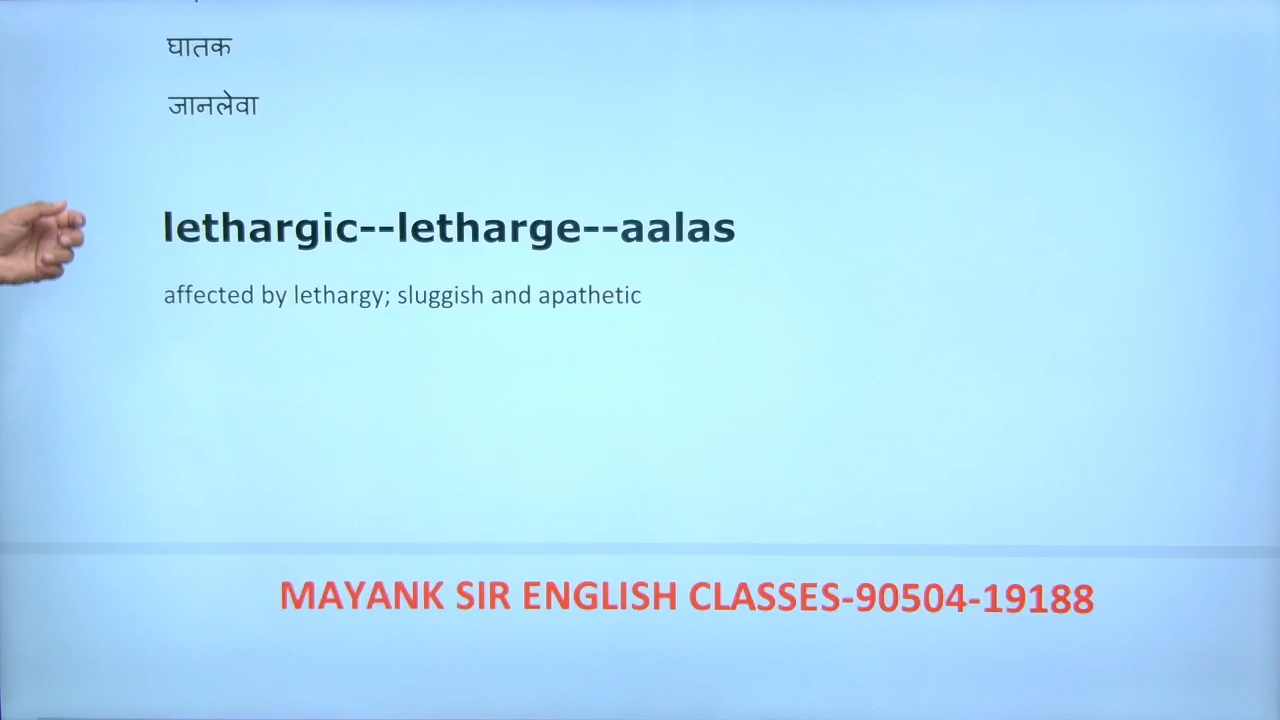 घातक
जानलेवा
lethargic--letharge--aalas
affected by lethargy; sluggish and apathetic
MAYANK SIR ENGLISH CLASSES-90504-19188